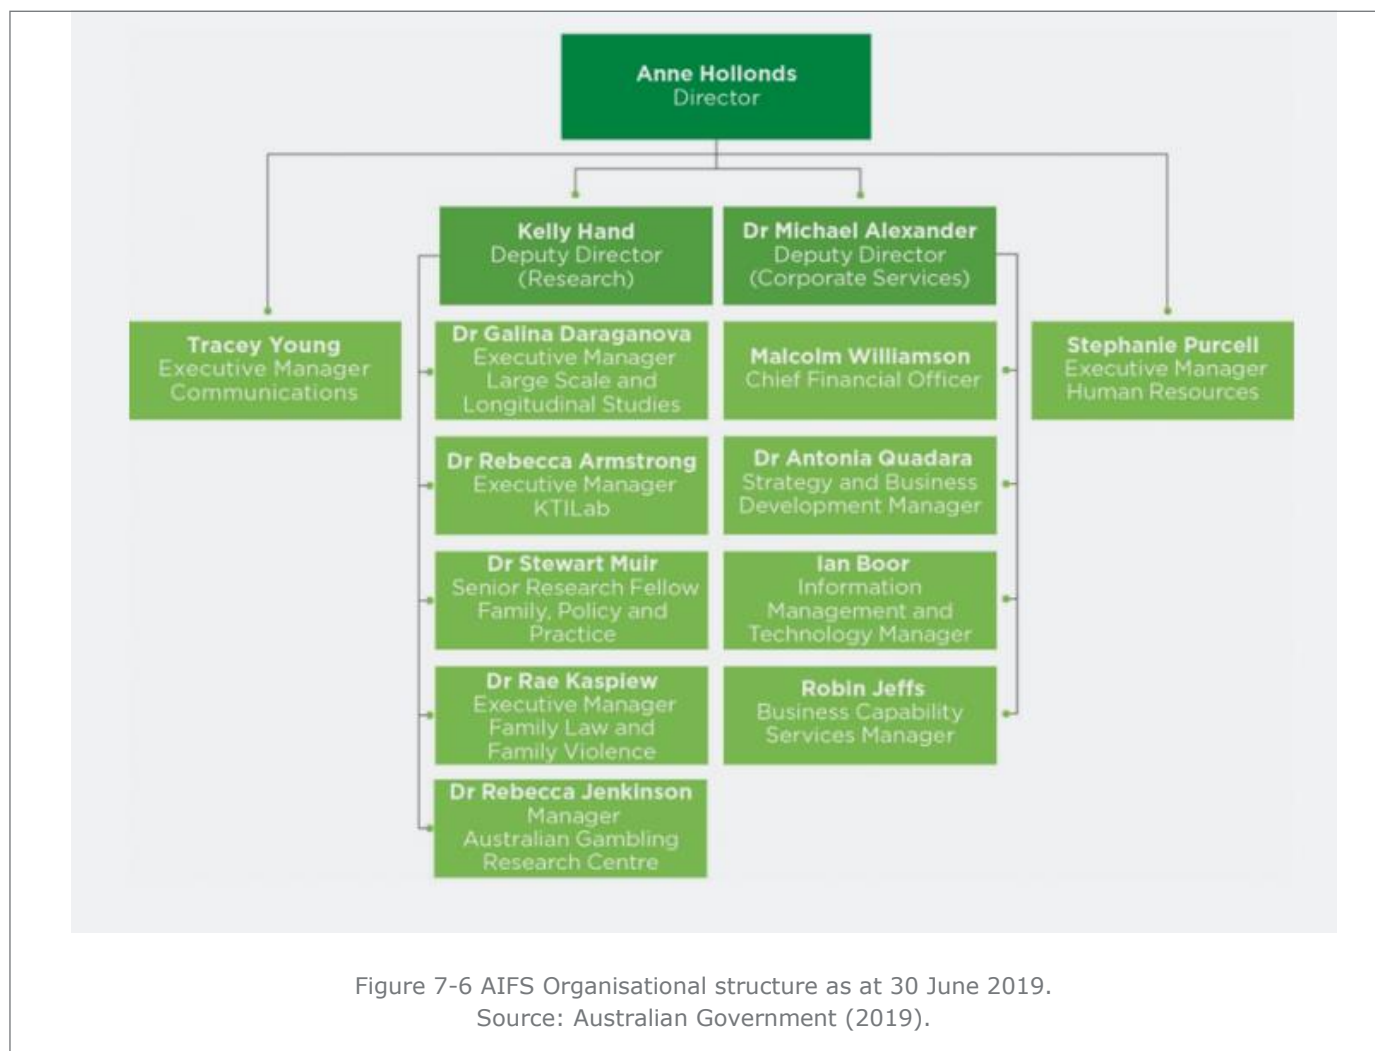 Anne Hollonds
Director
Kelly Hand
Deputy Director
(Research)
Dr Michael Alexander
Deputy Director
(Corporate Services)
Tracey Young
Executive Manager
Communications
Dr Galina Daraganova
Executive Manager
Large Scale and
Longitudinal Studies
Malcolm Williamson
Chief Financial Officer
Stephanie Purcell
Executive Manager
Human Resources
Dr Rebecca Armstrong
Executive Manager
KTILab
Dr Antonia Quadara
Strategy and Business
Development Manager
Dr Stewart Muir
Senior Research Fellow
Family, Policy and
Practice
Ian Boor
Information
Management and
Technology Manager
Dr Rae Kaspiew
Executive Manager
Family Law and
Family Violence
Robin Jeffs
Business Capability
Services Manager
Dr Rebecca Jenkinson
Manager
Australian Gambling
Research Centre
Figure 7-6 AIFS Organisational structure as at 30 June 2019.
Source: Australian Government (2019).